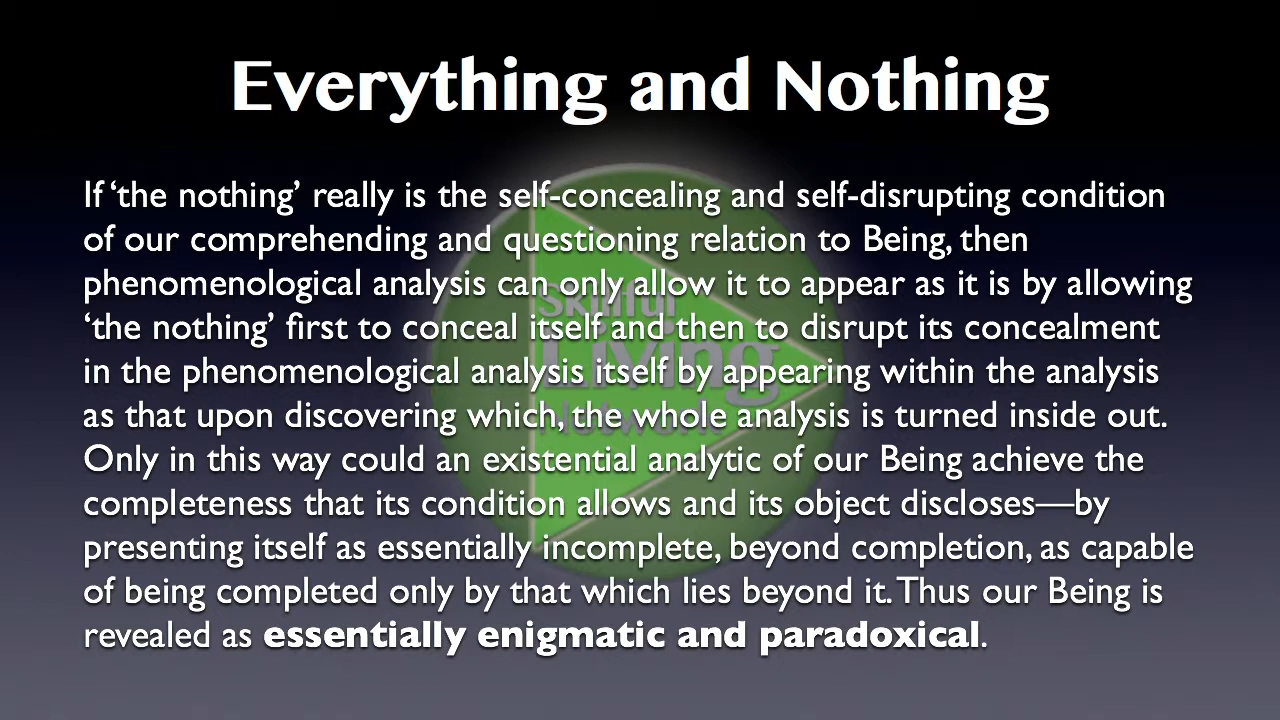 Everything and Nothing
If ‘the nothing’ really is the self-concealing and self-disrupting condition
of our comprehending and questioning relation to Being, then
phenomenological analysis can only allow it to appear as it is by allowing
‘the nothing’ first to conceal itself and then to disrupt its concealment
in the phenomenological analysis itself by appearing within the analysis
as that upon discovering which, the whole analysis is turned inside out.
Only in this way could an existential analytic of our Being achieve the
completeness that its condition allows and its object discloses—by
presenting itself as essentially incomplete, beyond completion, as capable
of being completed only by that which lies beyond it. Thus our Being is
revealed as essentially enigmatic and paradoxical.
Skilful
Living
Network